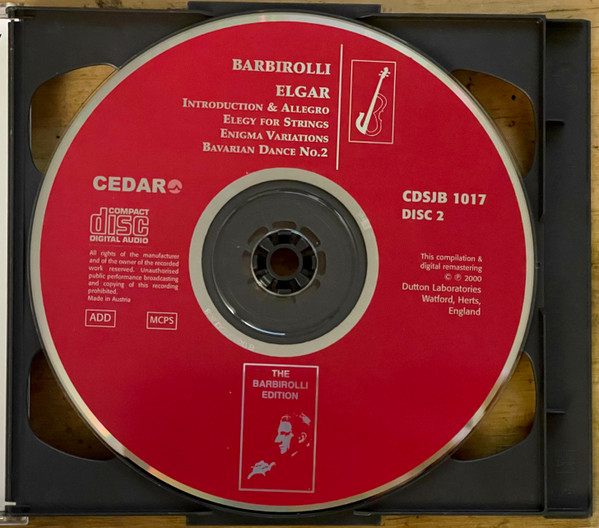 BARBIROLLI
ELGAR
INTRODUCTION & ALLEGRO
ELEGY FOR STRINGS
ENIGMA VARIATIONS
BAVARIAN DANCE NO.2
CEDAR
COMPACT
disc
DIGITAL AUDIO
All rights of the manufacturer
and of the owner of the recorded
work reserved. Unauthorised
public performance broadcasting
and copying of this recording
prohibited.
Made in Austria
ADD
MCPS
CDSJB 1017
DISC 2
This compilation &
digital remastering
© ℗ 2000
Dutton Laboratories
Watford, Herts,
England
THE
BARBIROLLI
EDITION